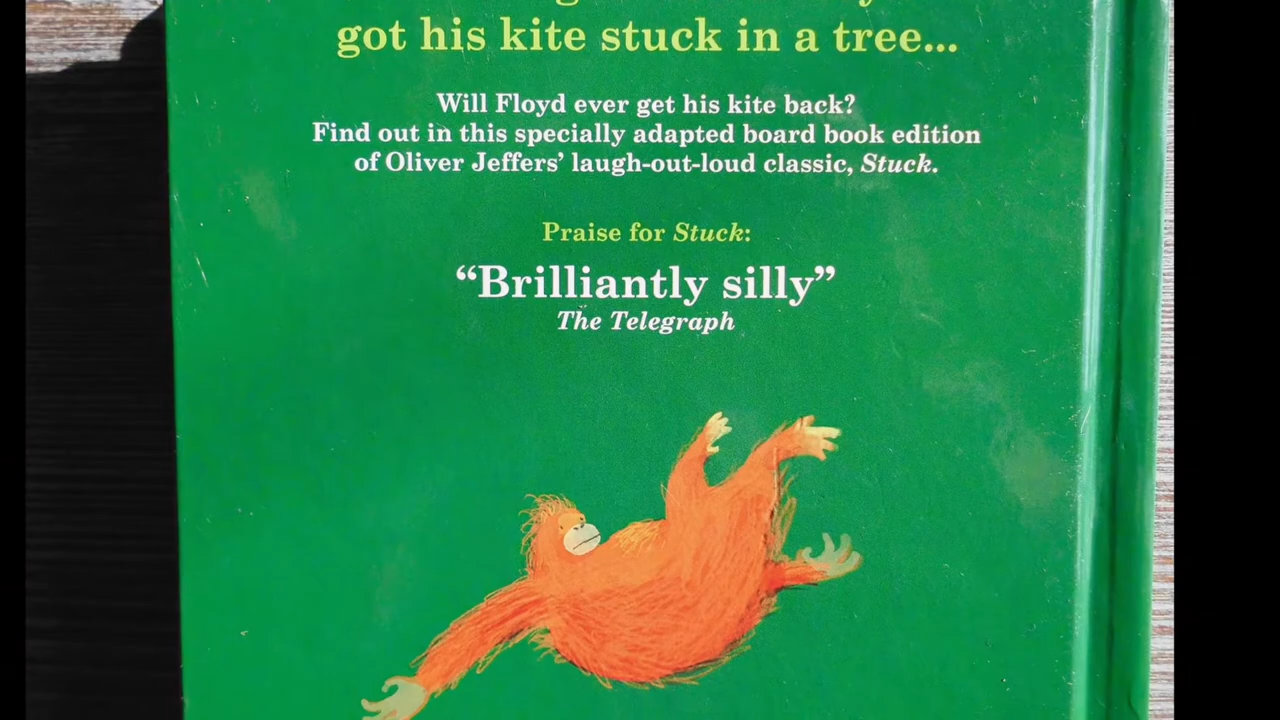 got his kite stuck in a tree...
Will Floyd ever get his kite back?
Find out in this specially adapted board book edition
of Oliver Jeffers’ laugh-out-loud classic, Stuck.
Praise for Stuck:
“Brilliantly silly”
The Telegraph